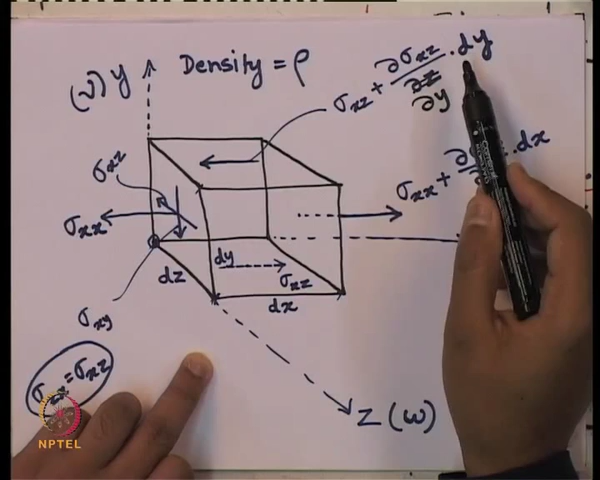 (v) y
Density = ρ
σxz + ∂σxz/∂y . dy
σxz
σxx + ∂ . dx
σxx
dy
σxz
dz
dx
σxy
= σxz
z (w)
NPTEL